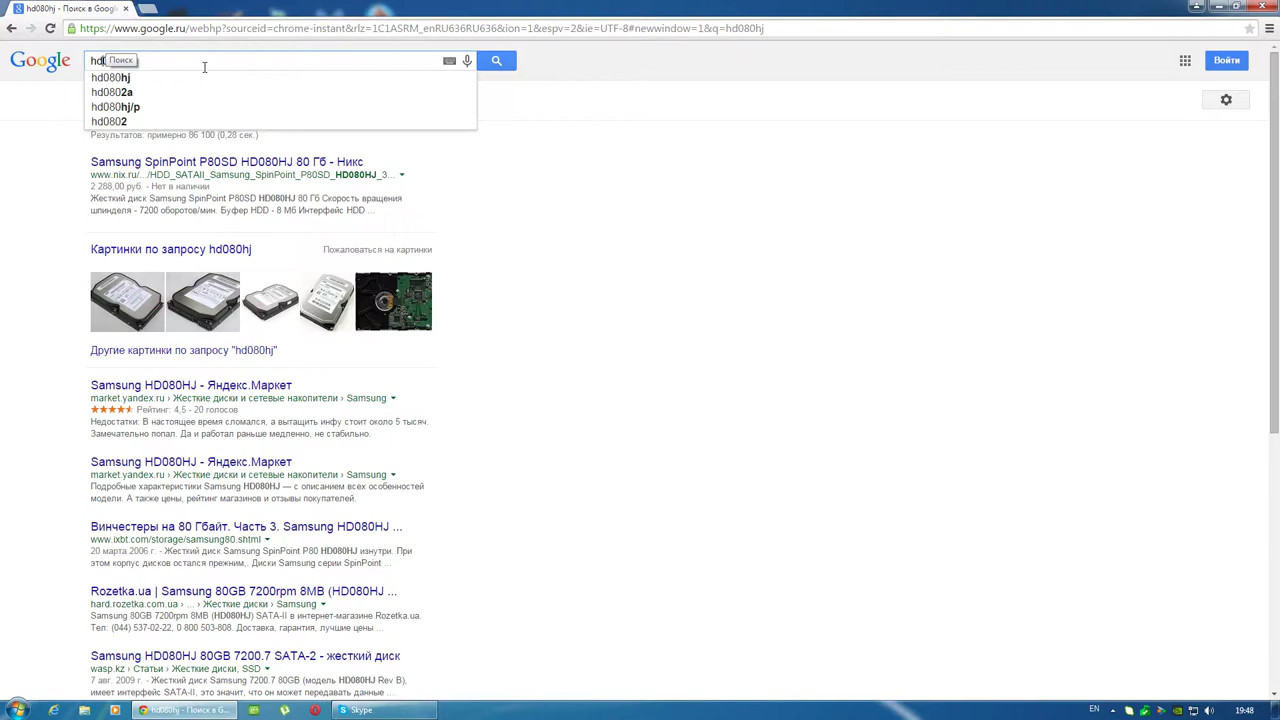 hd080hj - Поиск в Google
https://www.google.ru/webhp?sourceid=chrome-instant&rlz=1C1ASRM_enRU636RU636&ion=1&espv=2&ie=UTF-8#newwindow=1&q=hd080hj
Google
hd
Поиск
Войти
hd080hj
hd0802a
hd080hj/p
hd0802
Результатов: примерно 86 100 (0,28 сек.)
Samsung SpinPoint P80SD HD080HJ 80 Гб - Никс
www.nix.ru/.../HDD_SATAII_Samsung_SpinPoint_P80SD_HD080HJ_3...
2 288,00 руб. - Нет в наличии
Жесткий диск Samsung SpinPoint P80SD HD080HJ 80 Гб Скорость вращения
шпинделя - 7200 оборотов/мин. Буфер HDD - 8 Мб Интерфейс HDD ...
Картинки по запросу hd080hj
Пожаловаться на картинки
Другие картинки по запросу "hd080hj"
Samsung HD080HJ - Яндекс.Маркет
market.yandex.ru › Жесткие диски и сетевые накопители › Samsung
Рейтинг: 4,5 - 20 голосов
Недостатки: В настоящее время сломался, а вытащить инфу стоит около 5 тысяч.
Замечательно попал. Да и работал раньше медленно, не стабильно.
Samsung HD080HJ - Яндекс.Маркет
market.yandex.ru › Жесткие диски и сетевые накопители › Samsung
Подробные характеристики Samsung HD080HJ — с описанием всех особенностей
модели. А также цены, рейтинг магазинов и отзывы покупателей.
Винчестеры на 80 Гбайт. Часть 3. Samsung HD080HJ ...
www.ixbt.com/storage/samsung80.shtml
20 марта 2006 г. - Жесткий диск Samsung SpinPoint P80 HD080HJ изнутри. При
этом корпус дисков остался прежним,. Диски Samsung серии SpinPoint ...
Rozetka.ua | Samsung 80GB 7200rpm 8MB (HD080HJ ...
hard.rozetka.com.ua › ... › Жесткие диски › Samsung
Samsung 80GB 7200rpm 8MB (HD080HJ) SATA-II в интернет-магазине Rozetka.ua.
Тел: (044) 537-02-22, 0 800 503-808. Доставка, гарантия, лучшие цены ...
Samsung HD080HJ 80GB 7200.7 SATA-2 - жесткий диск
wasp.kz › Статьи › Жесткие диски, SSD
7 авг. 2009 г. - Жесткий диск Samsung 7200.7 80GB (модель HD080HJ Rev B),
имеет интерфейс SATA-II, это значит, что он может передавать данные ...
hd080hj - Поиск в G...
Skype
EN
19:48